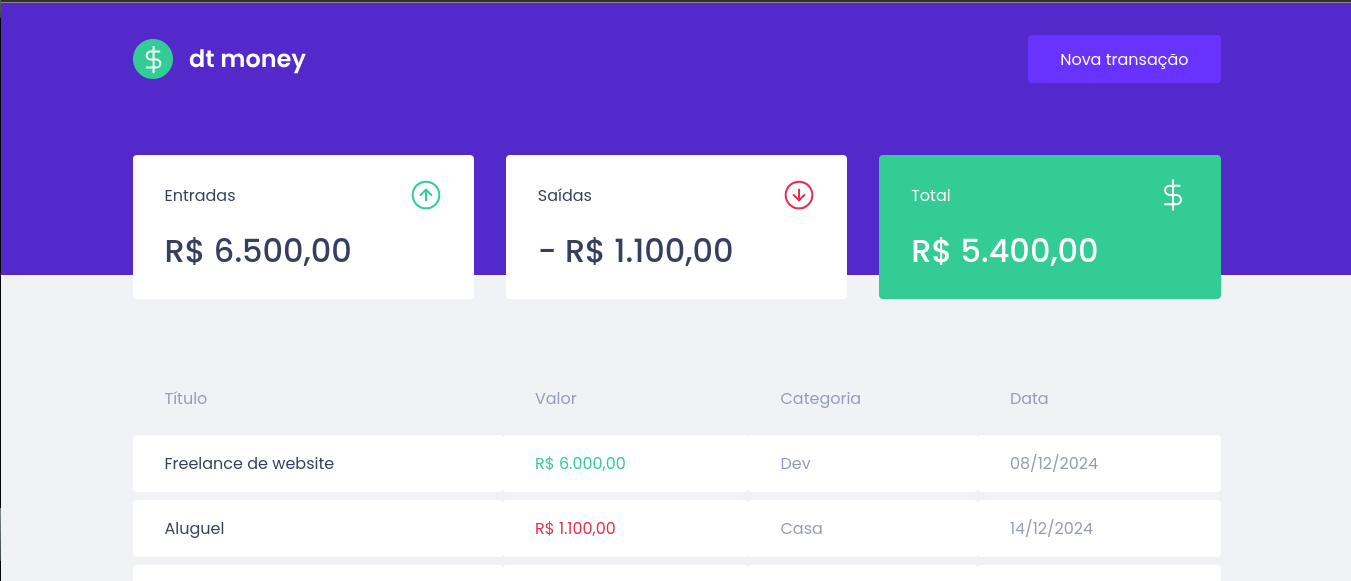 dt money
Nova transação
Entradas
R$ 6.500,00
Saídas
- R$ 1.100,00
Total
R$ 5.400,00
Título Valor Categoria Data
Freelance de website R$ 6.000,00 Dev 08/12/2024
Aluguel R$ 1.100,00 Casa 14/12/2024